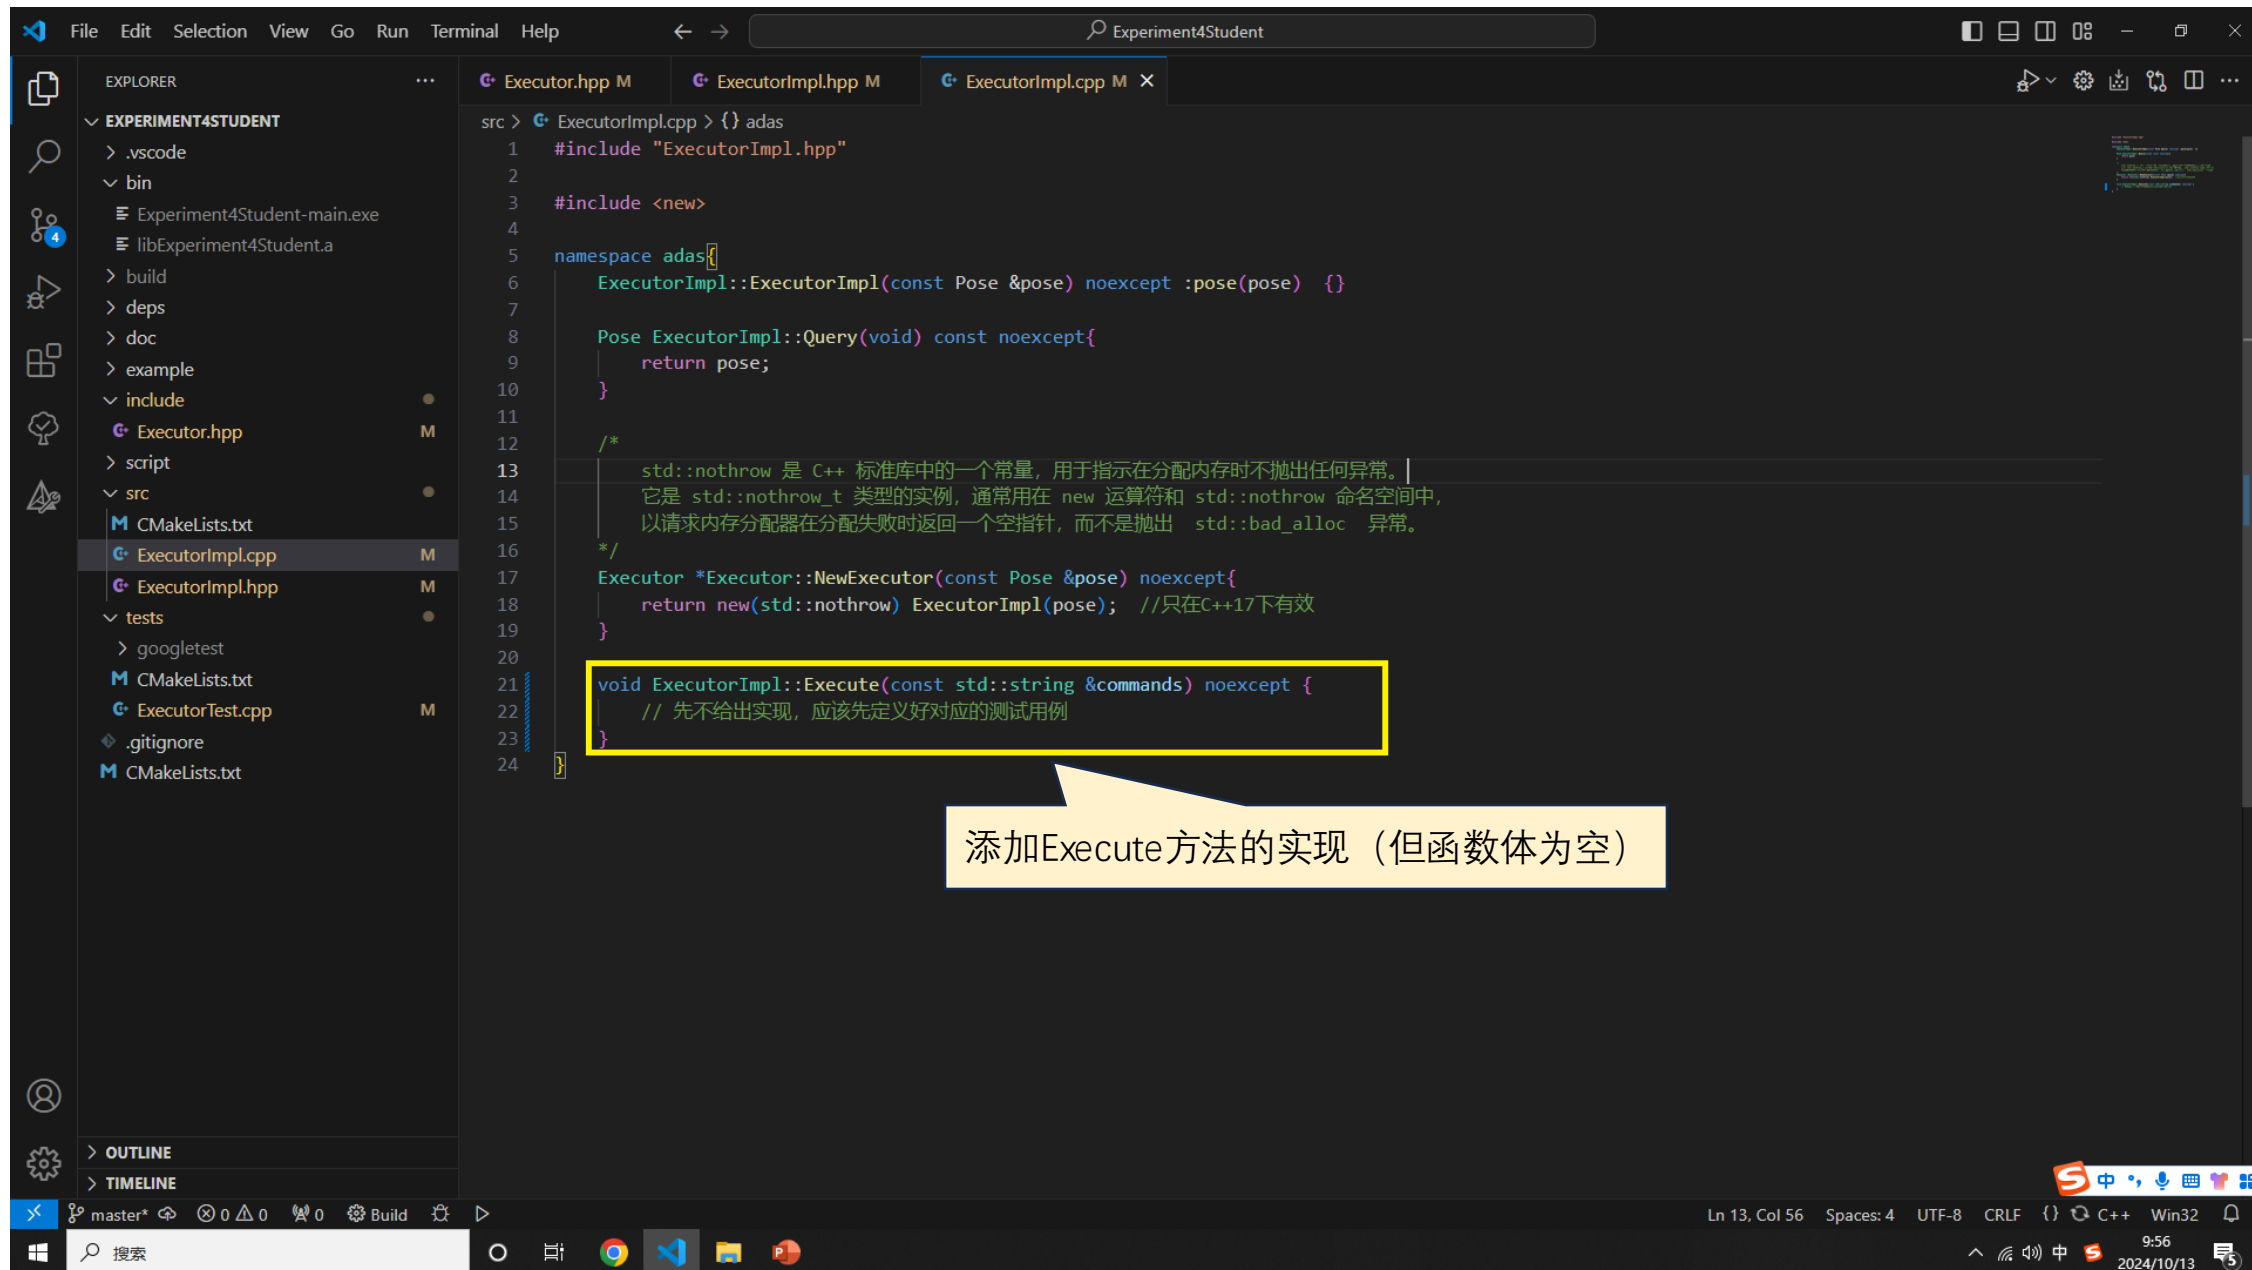 File Edit Selection View Go Run Terminal Help
Experiment4Student
EXPLORER
EXPERIMENT4STUDENT
.vscode
bin
Experiment4Student-main.exe
libExperiment4Student.a
build
deps
doc
example
include
Executor.hpp M
script
src
CMakeLists.txt
ExecutorImpl.cpp M
ExecutorImpl.hpp M
tests
googletest
CMakeLists.txt
ExecutorTest.cpp M
.gitignore
CMakeLists.txt
OUTLINE
TIMELINE
4
Executor.hpp M ExecutorImpl.hpp M ExecutorImpl.cpp M
src > ExecutorImpl.cpp > {} adas
1 #include "ExecutorImpl.hpp"
2
3 #include <new>
4
5 namespace adas{
6 ExecutorImpl::ExecutorImpl(const Pose &pose) noexcept :pose(pose) {}
7
8 Pose ExecutorImpl::Query(void) const noexcept{
9 return pose;
10 }
11
12 /*
13 std::nothrow 是 C++ 标准库中的一个常量，用于指示在分配内存时不抛出任何异常。
14 它是 std::nothrow_t 类型的实例，通常用在 new 运算符和 std::nothrow 命名空间中，
15 以请求内存分配器在分配失败时返回一个空指针，而不是抛出 std::bad_alloc 异常。
16 */
17 Executor *Executor::NewExecutor(const Pose &pose) noexcept{
18 return new(std::nothrow) ExecutorImpl(pose); //只在C++17下有效
19 }
20
21 void ExecutorImpl::Execute(const std::string &commands) noexcept {
22 // 先不给出实现，应该先定义好对应的测试用例
23 }
24 }
添加Execute方法的实现（但函数体为空）
中
master* 0 0 0 Build
Ln 13, Col 56 Spaces: 4 UTF-8 CRLF {} C++ Win32
搜索
中
9:56
2024/10/13
5